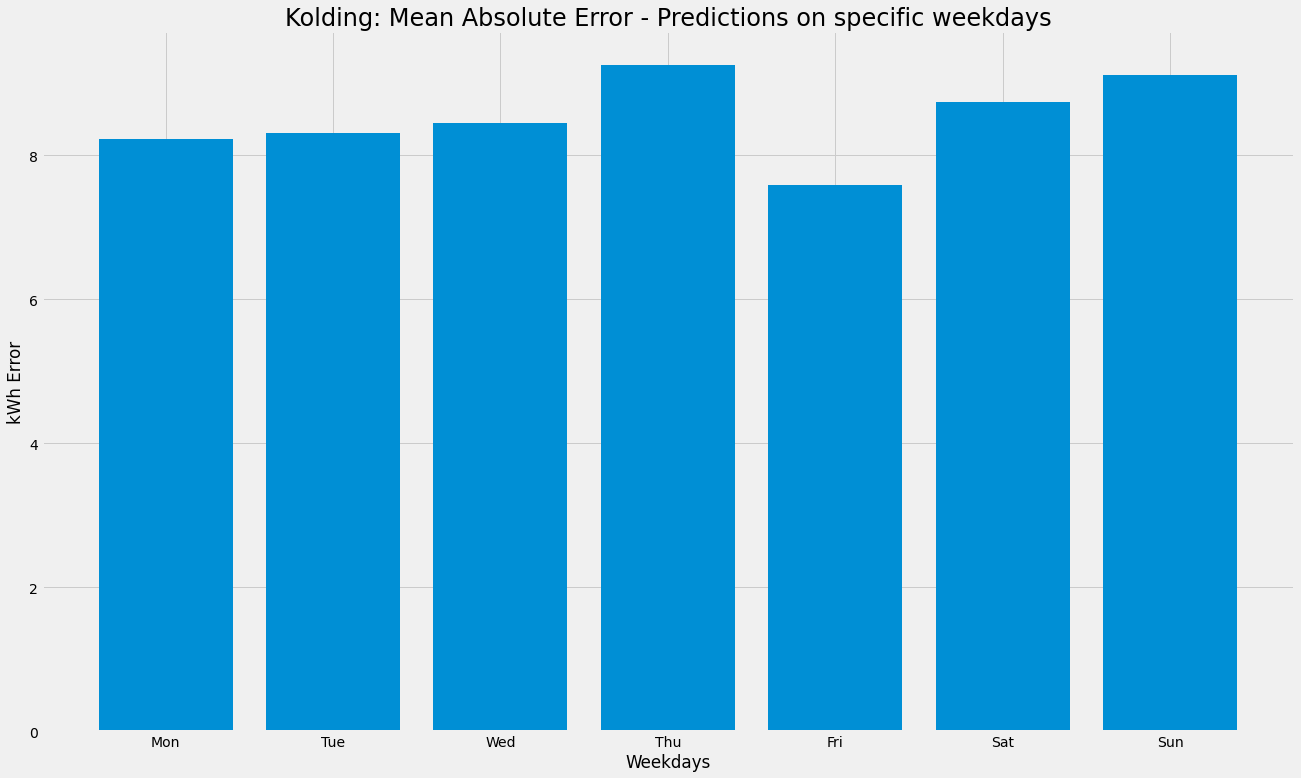 Kolding: Mean Absolute Error - Predictions on specific weekdays
8
6
4
2
0
kWh Error
Mon Tue Wed Thu Fri Sat Sun
Weekdays